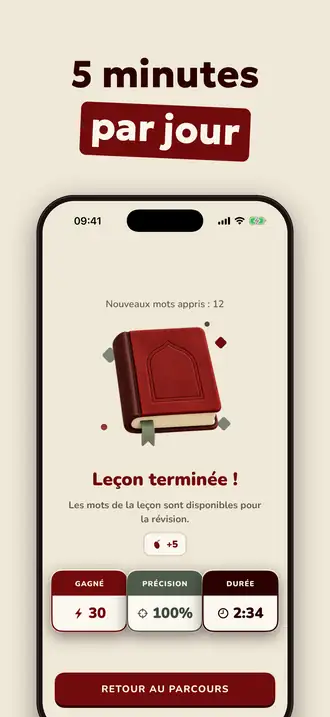 5 minutes
par jour
09:41
Nouveaux mots appris : 12
Leçon terminée !
Les mots de la leçon sont disponibles pour
la révision.
+5
GAGNÉ
PRÉCISION
DURÉE
30
100%
2:34
RETOUR AU PARCOURS